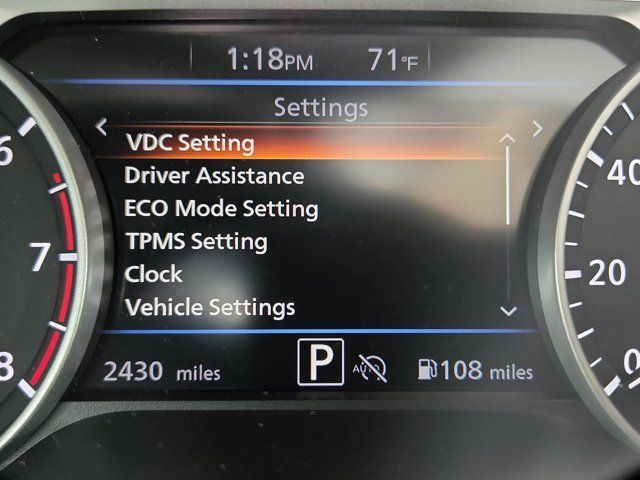 1:18PM 71°F
Settings
VDC Setting
Driver Assistance
ECO Mode Setting
TPMS Setting
Clock
Vehicle Settings
2430 miles P AUTO 108 miles
6
7
8
40
20
0